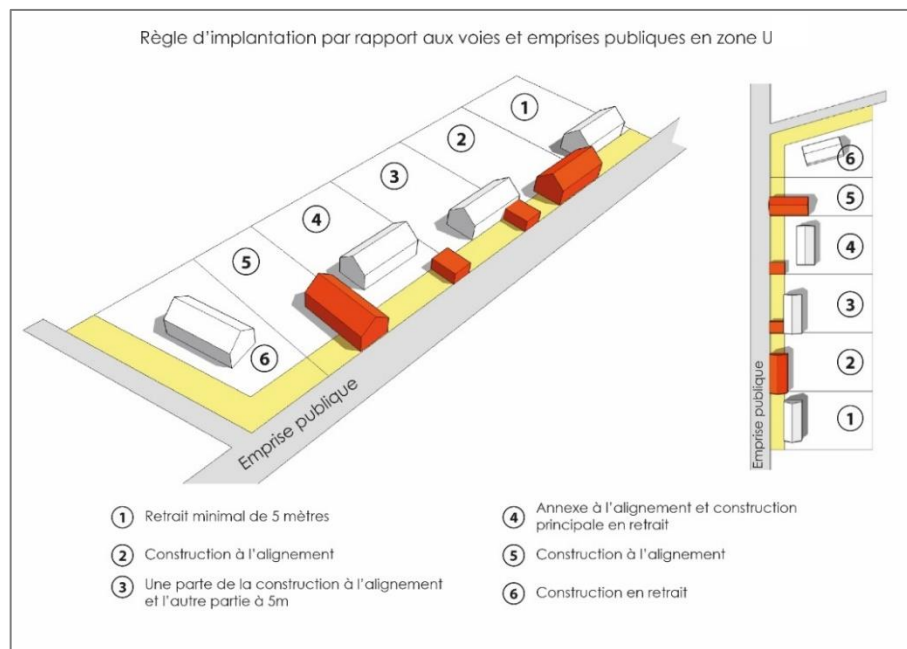 Règle d'implantation par rapport aux voies et emprises publiques en zone U
1
2
3
4
5
6
Emprise publique
6
5
4
3
2
1
Emprise publique
1 Retrait minimal de 5 mètres
2 Construction à l'alignement
3 Une partie de la construction à l'alignement
et l'autre partie à 5m
4 Annexe à l'alignement et construction
principale en retrait
5 Construction à l'alignement
6 Construction en retrait